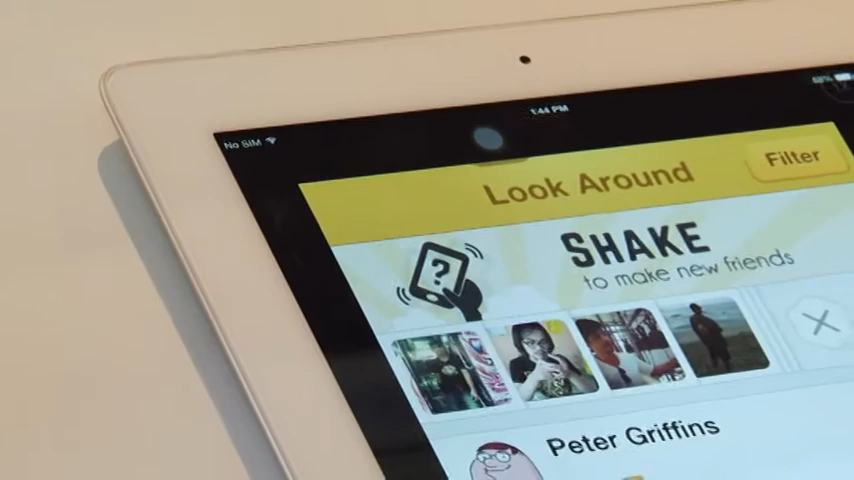 No SIM
1:44 PM
Look Around
Filter
SHAKE
to make new friends
?
Peter Griffins